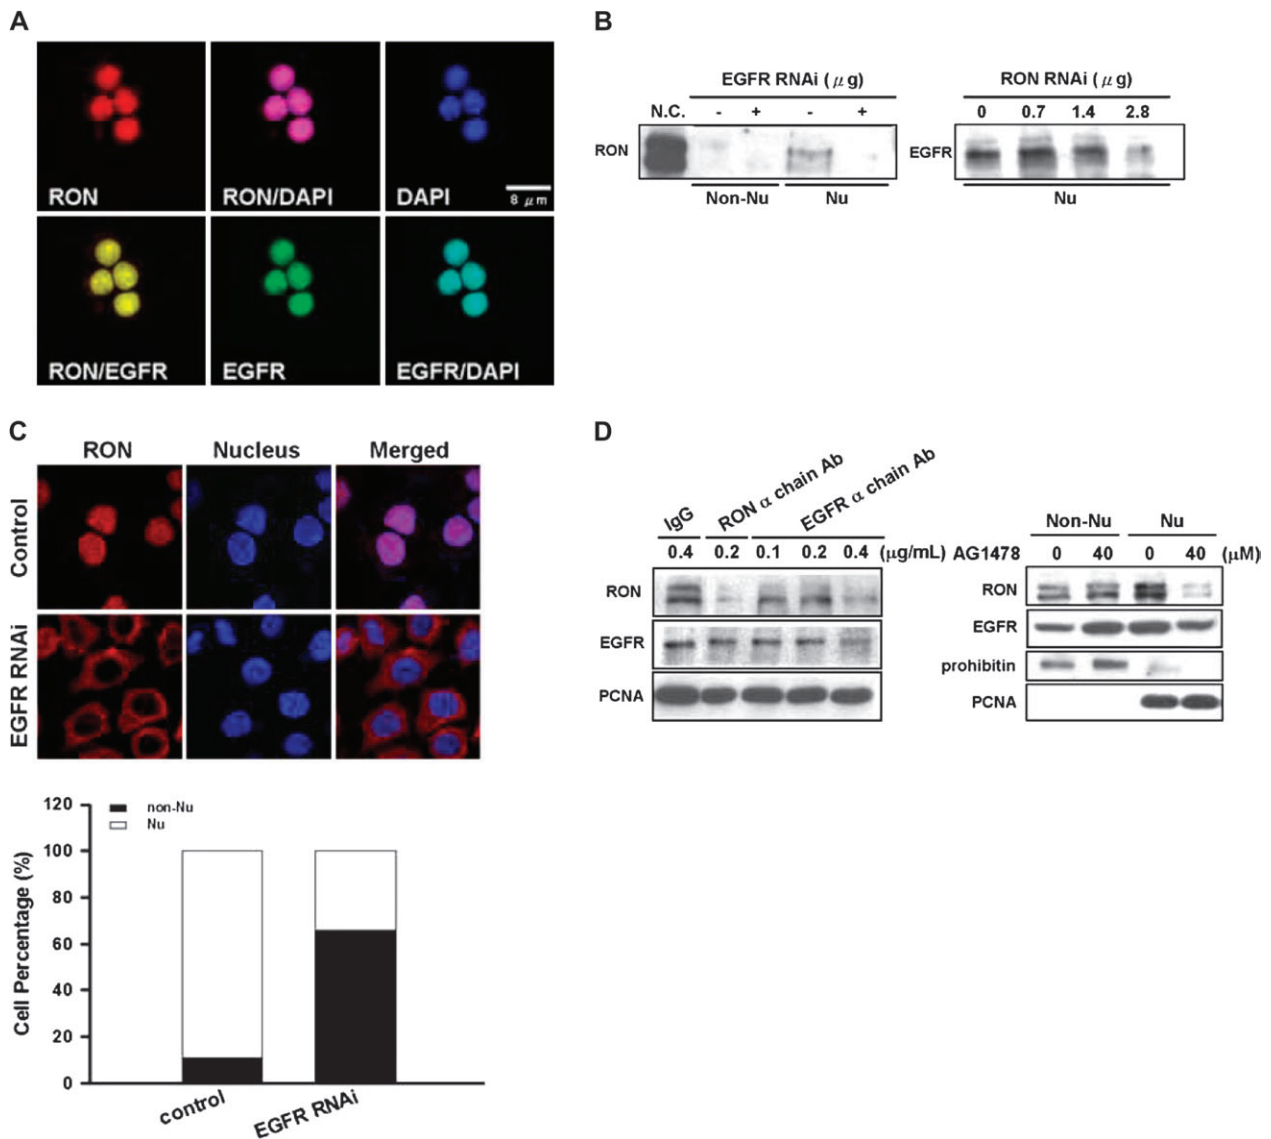 A
RON
RON/DAPI
DAPI
8 μm
RON/EGFR
EGFR
EGFR/DAPI
B
EGFR RNAi (μg)
N.C. - + - +
RON
Non-Nu Nu
RON RNAi (μg)
0 0.7 1.4 2.8
EGFR
Nu
C
RON Nucleus Merged
Control
EGFR RNAi
non-Nu
Nu
Cell Percentage (%)
120
100
80
60
40
20
0
control
EGFR RNAi
D
IgG
RON α chain Ab
EGFR α chain Ab
0.4 0.2 0.1 0.2 0.4 (μg/mL)
RON
EGFR
PCNA
Non-Nu Nu
AG1478 0 40 0 40 (μM)
RON
EGFR
prohibitin
PCNA